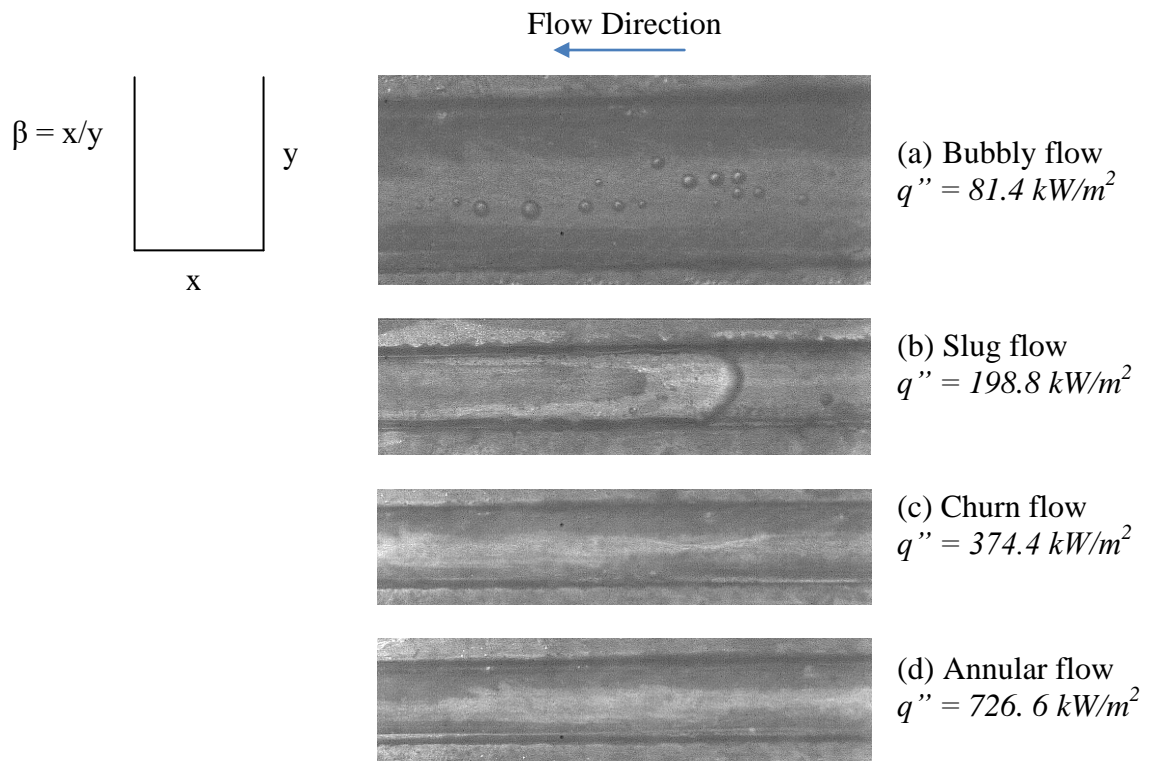 Flow Direction
β = x/y
y
x
(a) Bubbly flow
q” = 81.4 kW/m²
(b) Slug flow
q” = 198.8 kW/m²
(c) Churn flow
q” = 374.4 kW/m²
(d) Annular flow
q” = 726. 6 kW/m²